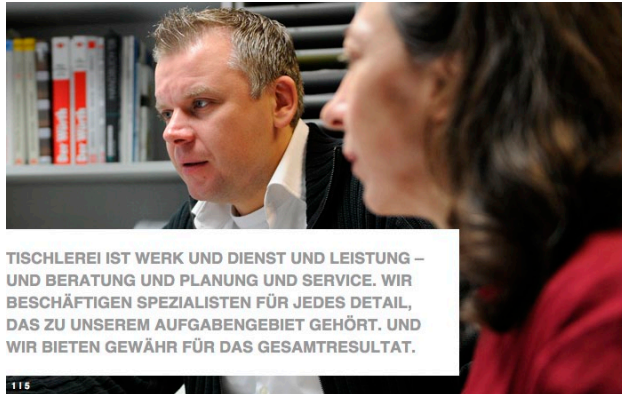 TISCHLEREI IST WERK UND DIENST UND LEISTUNG –
UND BERATUNG UND PLANUNG UND SERVICE. WIR
BESCHÄFTIGEN SPEZIALISTEN FÜR JEDES DETAIL,
DAS ZU UNSEREM AUFGABENGEBIET GEHÖRT. UND
WIR BIETEN GEWÄHR FÜR DAS GESAMTRESULTAT.
1 I 5